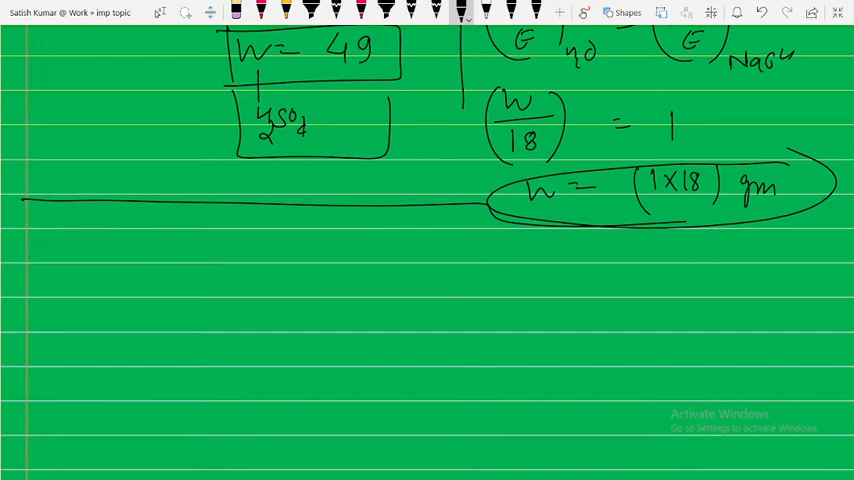 Satish Kumar @ Work » imp topic
Shapes
W = 49
H2SO4
E
H2O
E
NaOH
(W/18) = 1
W = (1×18) gm
Activate Windows
Go to Settings to activate Windows.